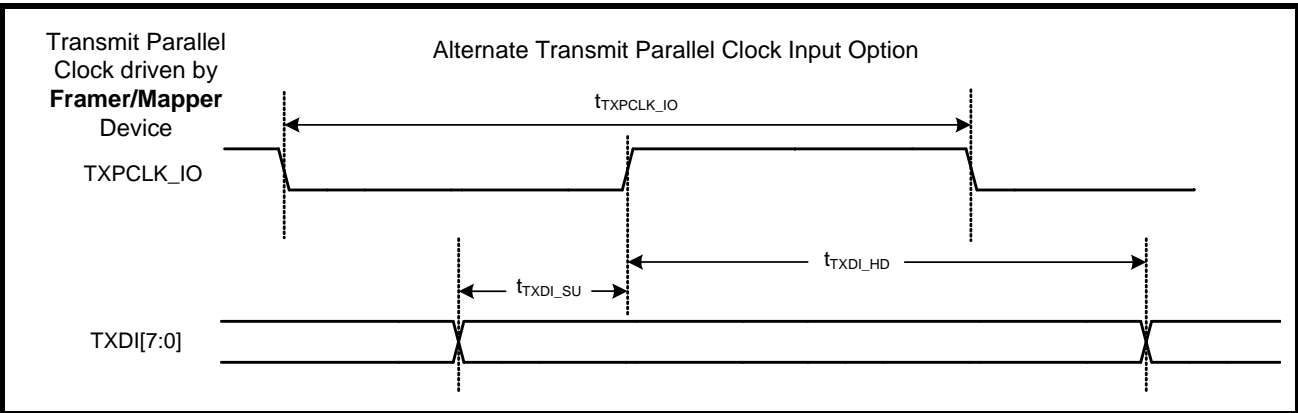 Transmit Parallel
Clock driven by
Framer/Mapper
Device
Alternate Transmit Parallel Clock Input Option
tTXPCLK_IO
TXPCLK_IO
tTXDI_HD
tTXDI_SU
TXDI[7:0]